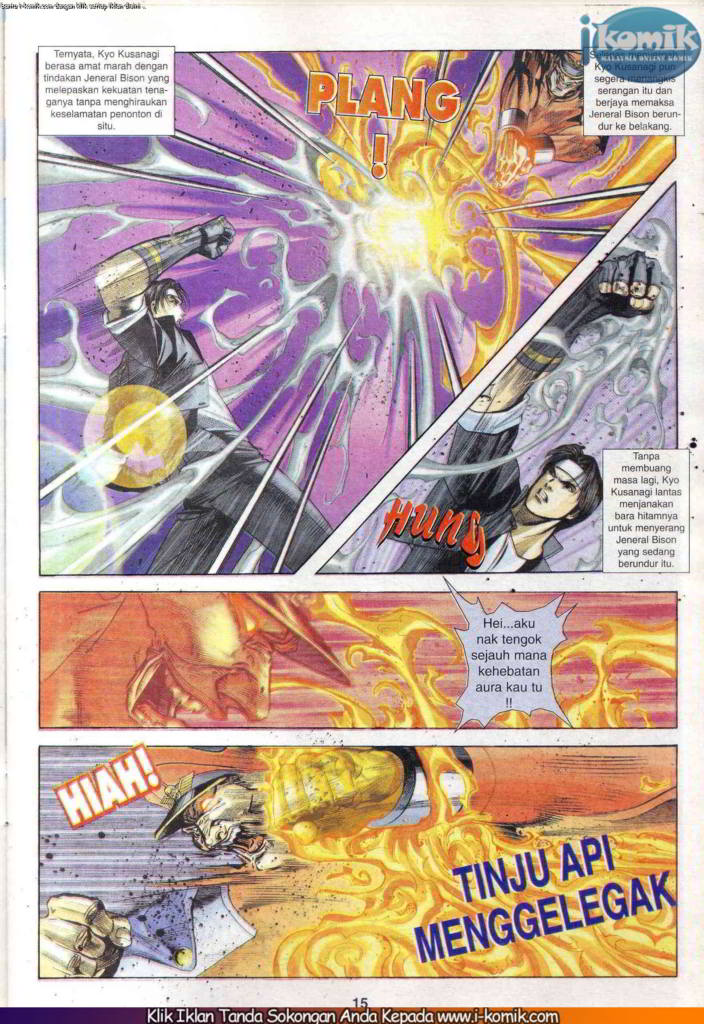 Ternyata, Kyo Kusanagi
berasa amat marah dengan
tindakan Jeneral Bison yang
melepaskan kekuatan tena-
ganya tanpa menghiraukan
keselamatan penonton di
situ.
iKomik
MALAYSIA ONLINE KOMIK
Kyo Kusanagi pun
segera menangkis
serangan itu dan
berjaya memaksa
Jeneral Bison berun-
dur ke belakang.
PLANG
!
Tanpa
membuang
masa lagi, Kyo
Kusanagi lantas
menjanakan
bara hitamnya
untuk menyerang
Jeneral Bison
yang sedang
berundur itu.
HUNG
Hei...aku
nak tengok
sejauh mana
kehebatan
aura kau tu
!!
HIAH!
TINJU API
MENGGELEGAK
15
Klik Iklan Tanda Sokongan Anda Kepada www.i-komik.com